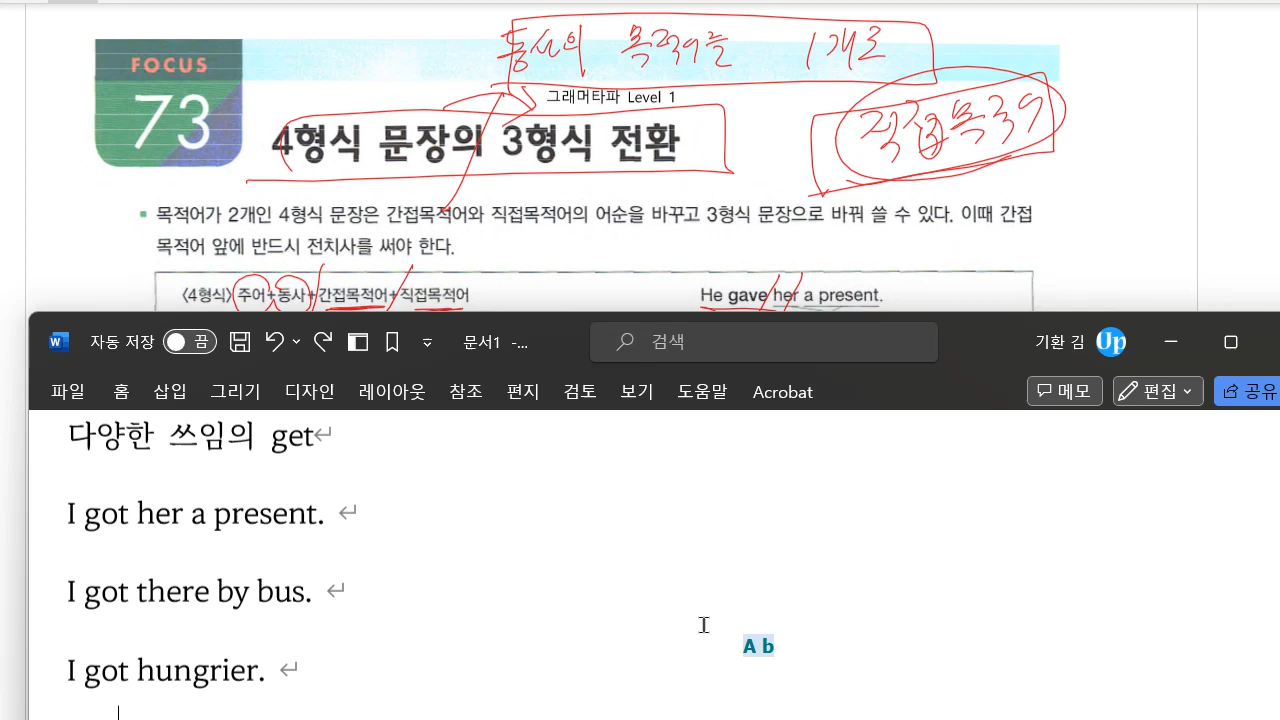 동사의 목적어를 1개로
FOCUS
73
그래머타파 Level 1
4형식 문장의 3형식 전환
직접목적어
목적어가 2개인 4형식 문장은 간접목적어와 직접목적어의 어순을 바꾸고 3형식 문장으로 바꿔 쓸 수 있다. 이때 간접
목적어 앞에 반드시 전치사를 써야 한다.
〈4형식〉 주어+동사+간접목적어+직접목적어 He gave her a present.
자동 저장 끔 문서1 -... 검색 기환 김 Up
파일 홈 삽입 그리기 디자인 레이아웃 참조 편지 검토 보기 도움말 Acrobat 메모 편집 공유
다양한 쓰임의 get
I got her a present.
I got there by bus.
A b
I got hungrier.